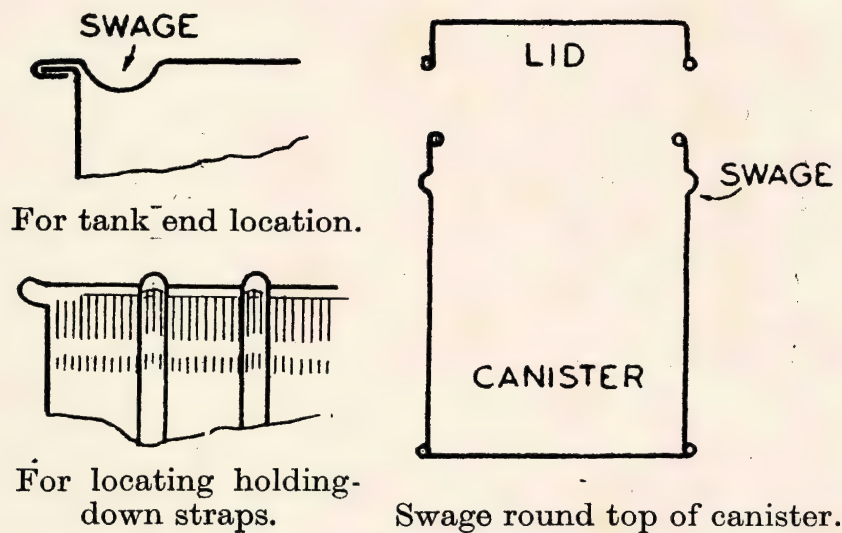 SWAGE
For tank end location.
For locating holding-
down straps.
LID
SWAGE
CANISTER
Swage round top of canister.